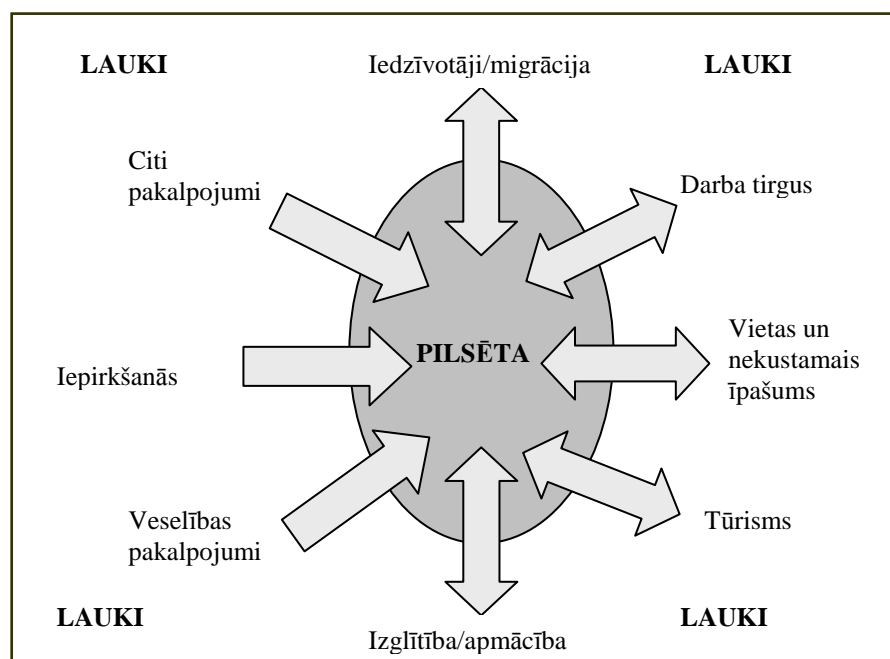 LAUKI
Iedzīvotāji/migrācija
LAUKI
Citi
pakalpojumi
Darba tirgus
Iepirkšanās
PILSĒTA
Vietas un
nekustamais
īpašums
Veselības
pakalpojumi
Tūrisms
LAUKI
Izglītība/apmācība
LAUKI